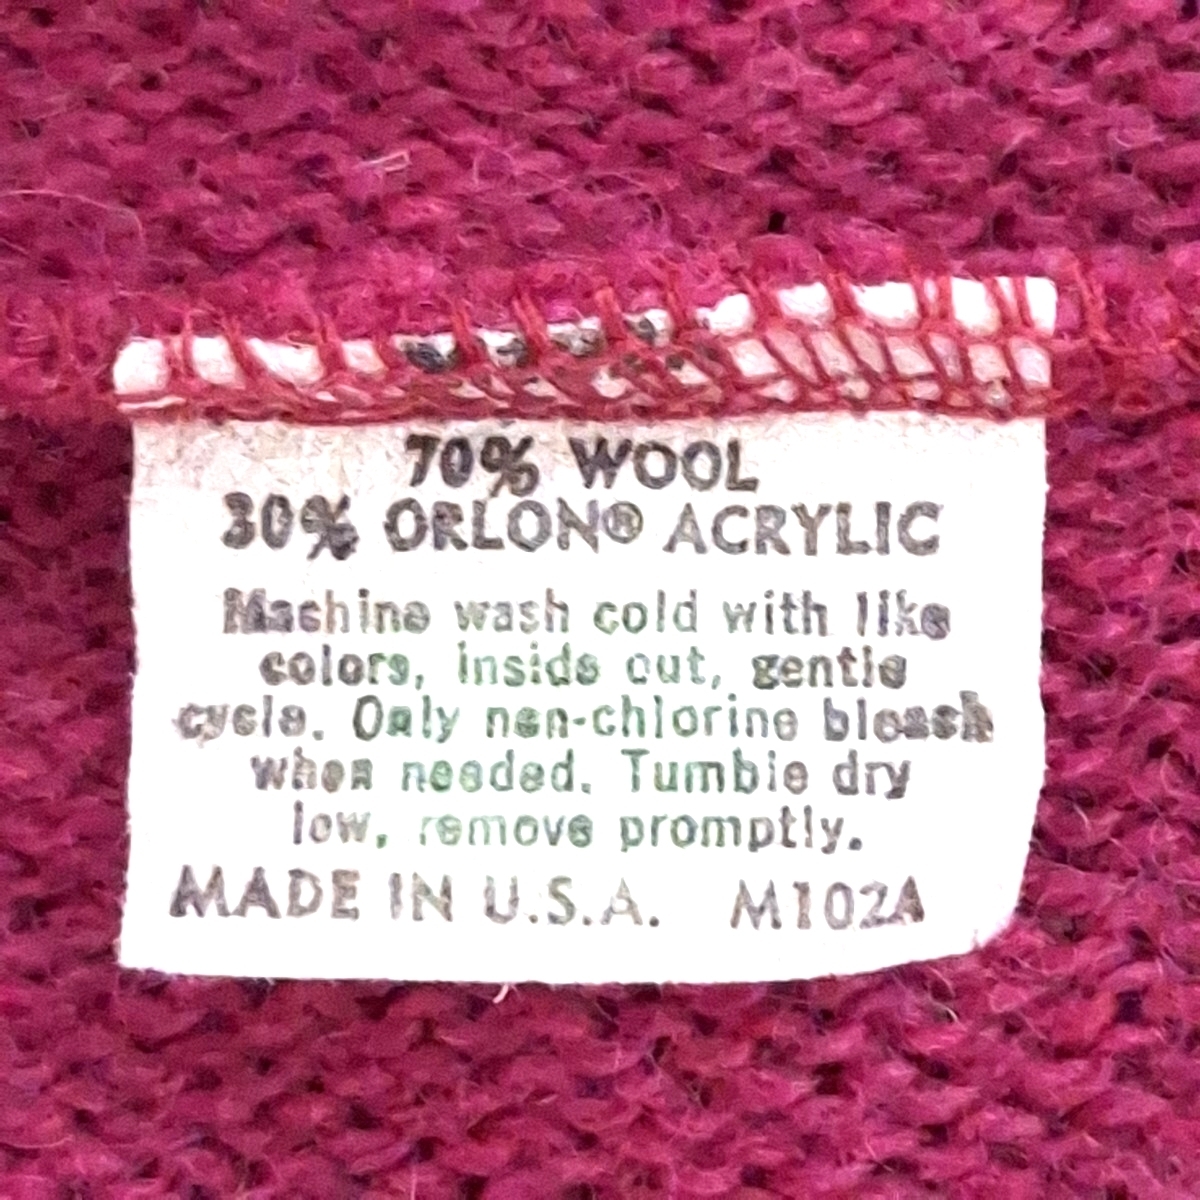 70% WOOL
30% ORLON® ACRYLIC
Machine wash cold with like
colors, inside out, gentle
cycle. Only non-chlorine bleach
when needed. Tumble dry
low, remove promptly.
MADE IN U.S.A. M102A